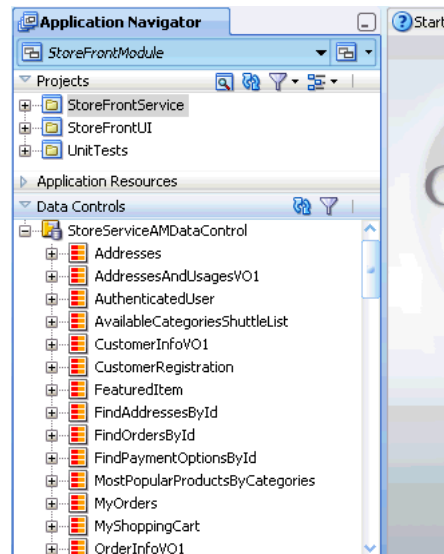 Application Navigator
Start
StoreFrontModule
Projects
StoreFrontService
StoreFrontUI
UnitTests
Application Resources
Data Controls
StoreServiceAMDataControl
Addresses
AddressesAndUsagesVO1
AuthenticatedUser
AvailableCategoriesShuttleList
CustomerInfoVO1
CustomerRegistration
FeaturedItem
FindAddressesById
FindOrdersById
FindPaymentOptionsById
MostPopularProductsByCategories
MyOrders
MyShoppingCart
OrderInfoVO1